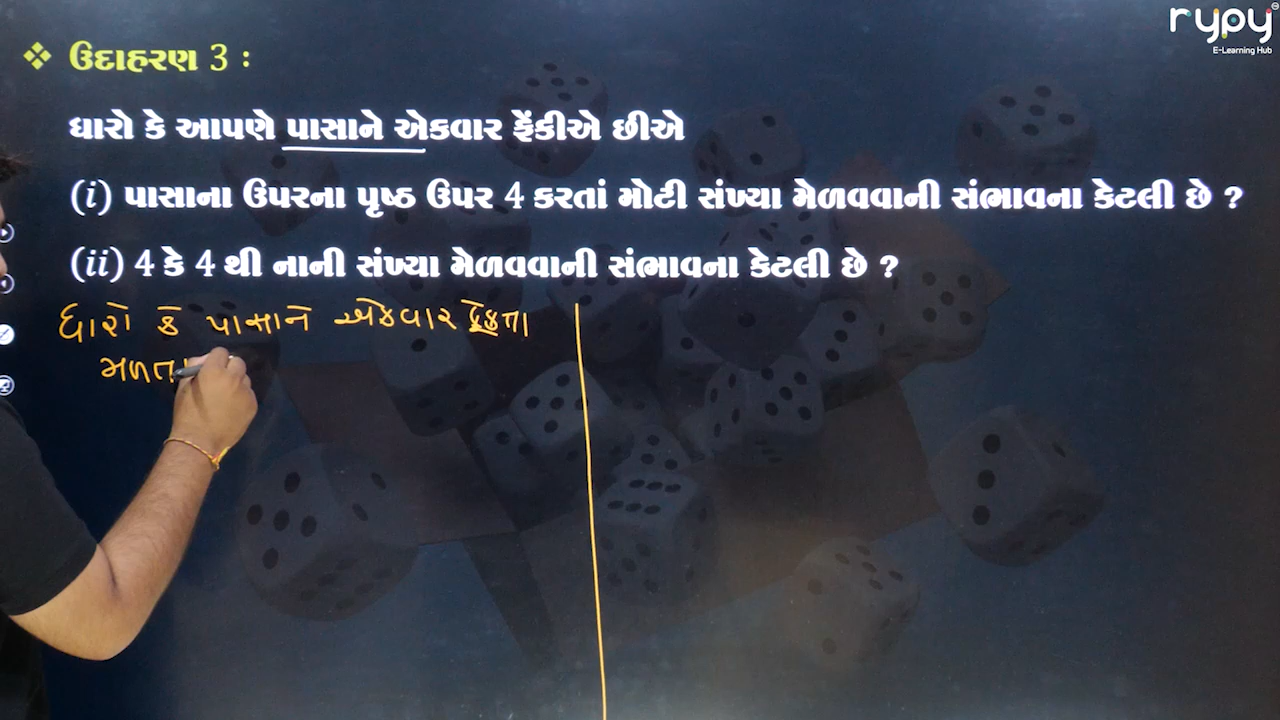 rypy
E-Learning Hub
❖ ઉદાહરણ 3 :
ધારો કે આપણે પાસાને એકવાર ફેંકીએ છીએ
(i) પાસાના ઉપરના પૃષ્ઠ ઉપર 4 કરતાં મોટી સંખ્યા મેળવવાની સંભાવના કેટલી છે ?
(ii) 4 કે 4 થી નાની સંખ્યા મેળવવાની સંભાવના કેટલી છે ?
ધારો કે પાસાને એકવાર
મળતા